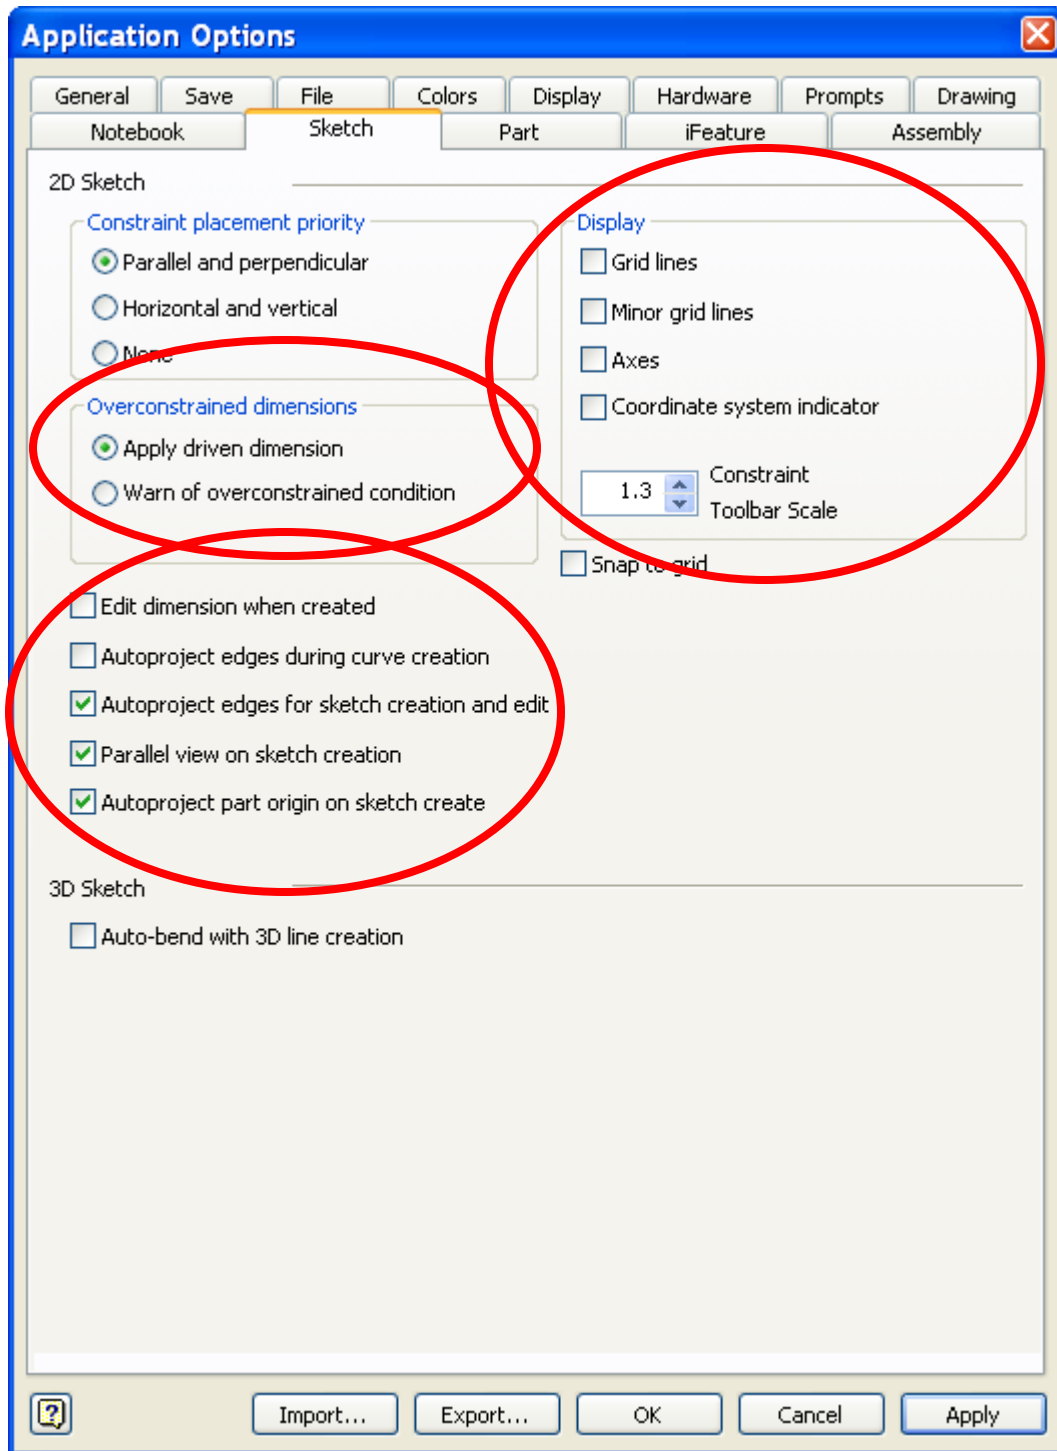 Application Options
General Save File Colors Display Hardware Prompts Drawing
Notebook Sketch Part iFeature Assembly
2D Sketch
Constraint placement priority
Parallel and perpendicular
Horizontal and vertical
None
Overconstrained dimensions
Apply driven dimension
Warn of overconstrained condition
Display
Grid lines
Minor grid lines
Axes
Coordinate system indicator
1.3 Constraint
Toolbar Scale
Snap to grid
Edit dimension when created
Autoproject edges during curve creation
Autoproject edges for sketch creation and edit
Parallel view on sketch creation
Autoproject part origin on sketch create
3D Sketch
Auto-bend with 3D line creation
? Import... Export... OK Cancel Apply